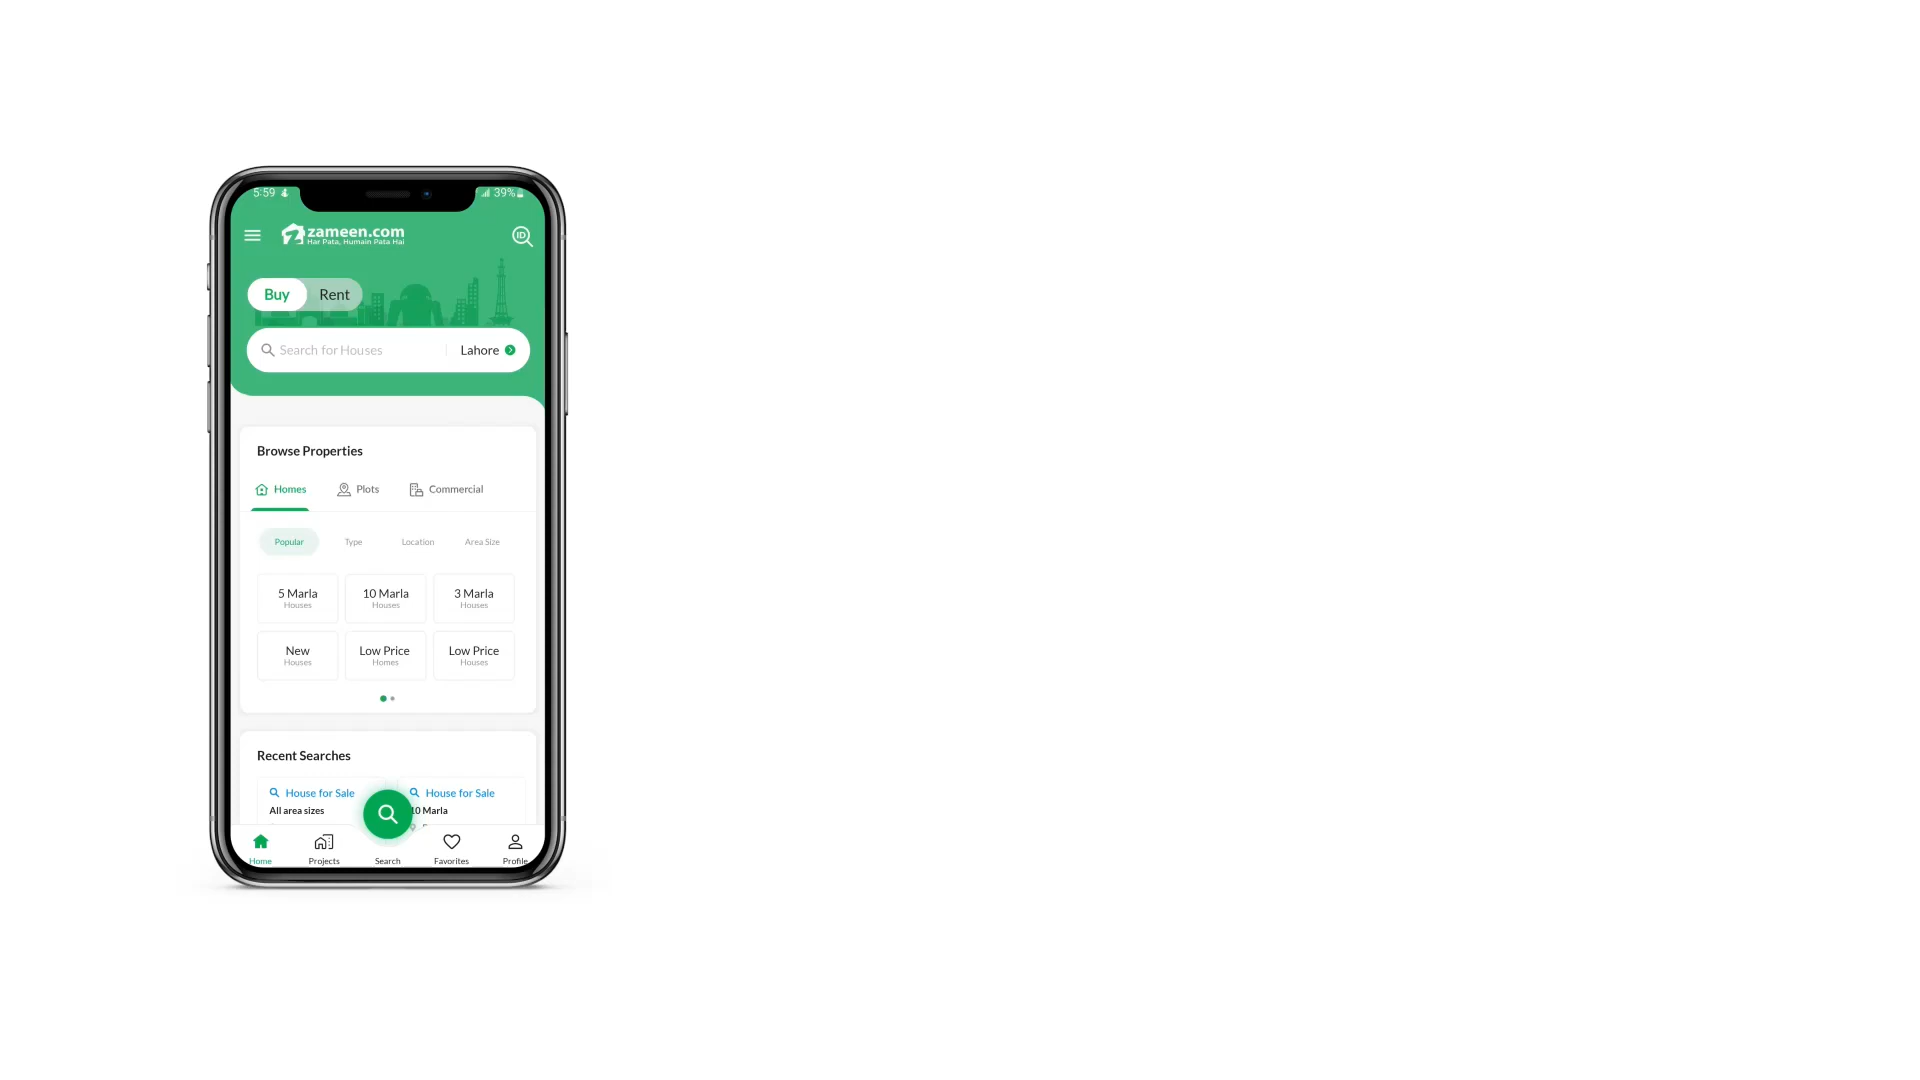 5:59
39%
zameen.com
Har Pata, Humain Pata Hai
ID
Buy Rent
Search for Houses Lahore
Browse Properties
Homes Plots Commercial
Popular Type Location Area Size
5 Marla 10 Marla 3 Marla
Houses Houses Houses
New Low Price Low Price
Houses Homes Houses
Recent Searches
House for Sale House for Sale
All area sizes 10 Marla
Home Projects Search Favorites Profile